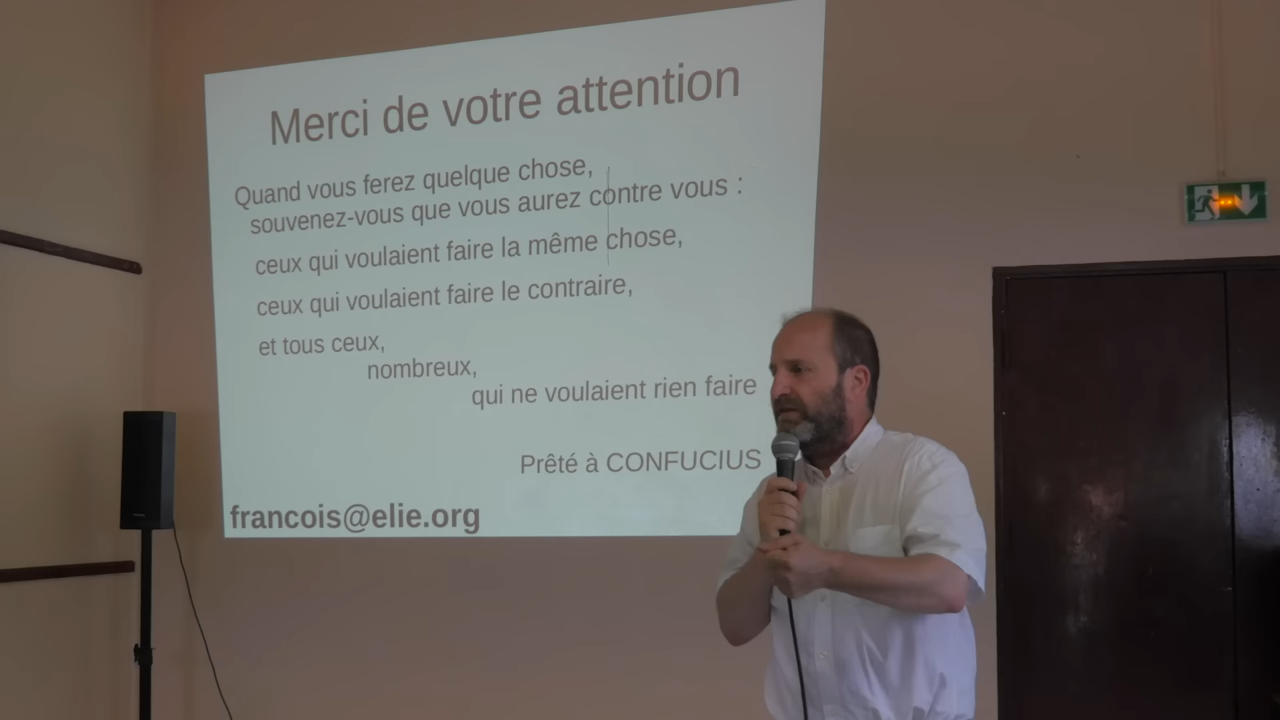 Merci de votre attention
Quand vous ferez quelque chose,
souvenez-vous que vous aurez contre vous :
ceux qui voulaient faire la même chose,
ceux qui voulaient faire le contraire,
et tous ceux,
nombreux,
qui ne voulaient rien faire
Prêté à CONFUCIUS
francois@elie.org